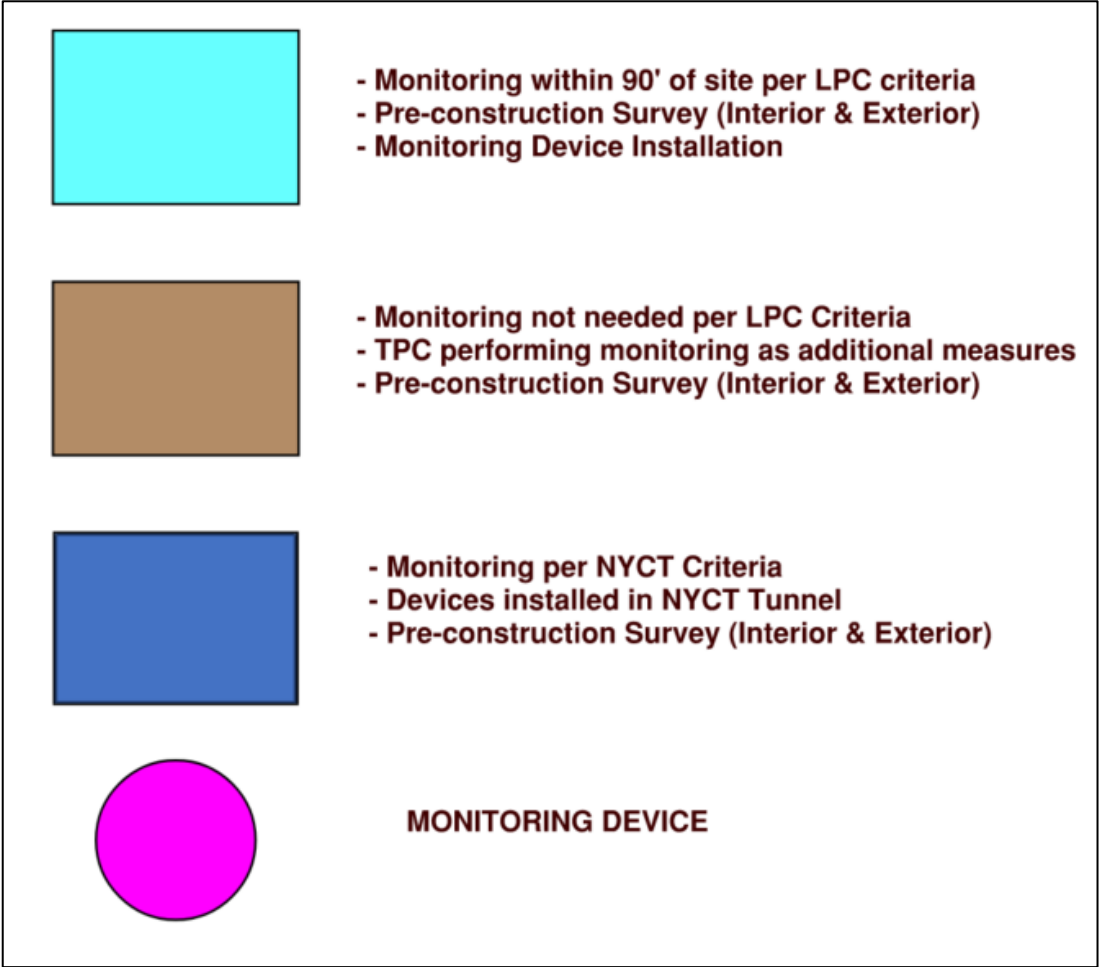 - Monitoring within 90' of site per LPC criteria
- Pre-construction Survey (Interior & Exterior)
- Monitoring Device Installation
- Monitoring not needed per LPC Criteria
- TPC performing monitoring as additional measures
- Pre-construction Survey (Interior & Exterior)
- Monitoring per NYCT Criteria
- Devices installed in NYCT Tunnel
- Pre-construction Survey (Interior & Exterior)
MONITORING DEVICE